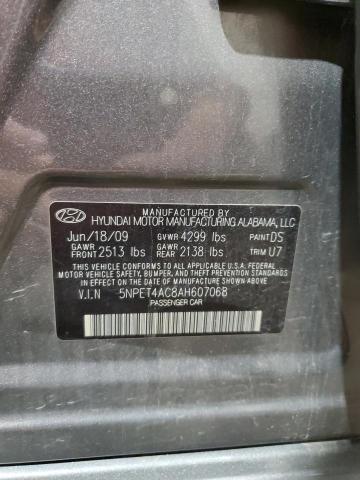 MANUFACTURED BY
HYUNDAI MOTOR MANUFACTURING ALABAMA, LLC
Jun/18/09 GVWR 4299 lbs PAINT DS
GAWR FRONT 2513 lbs GAWR REAR 2138 lbs TRIM U7
THIS VEHICLE CONFORMS TO ALL APPLICABLE U.S.A FEDERAL
MOTOR VEHICLE SAFETY, BUMPER, AND THEFT PREVENTION STANDARDS
IN EFFECT ON THE DATE OF MANUFACTURE SHOWN ABOVE.
V.I.N 5NPET4AC8AH607068
PASSENGER CAR